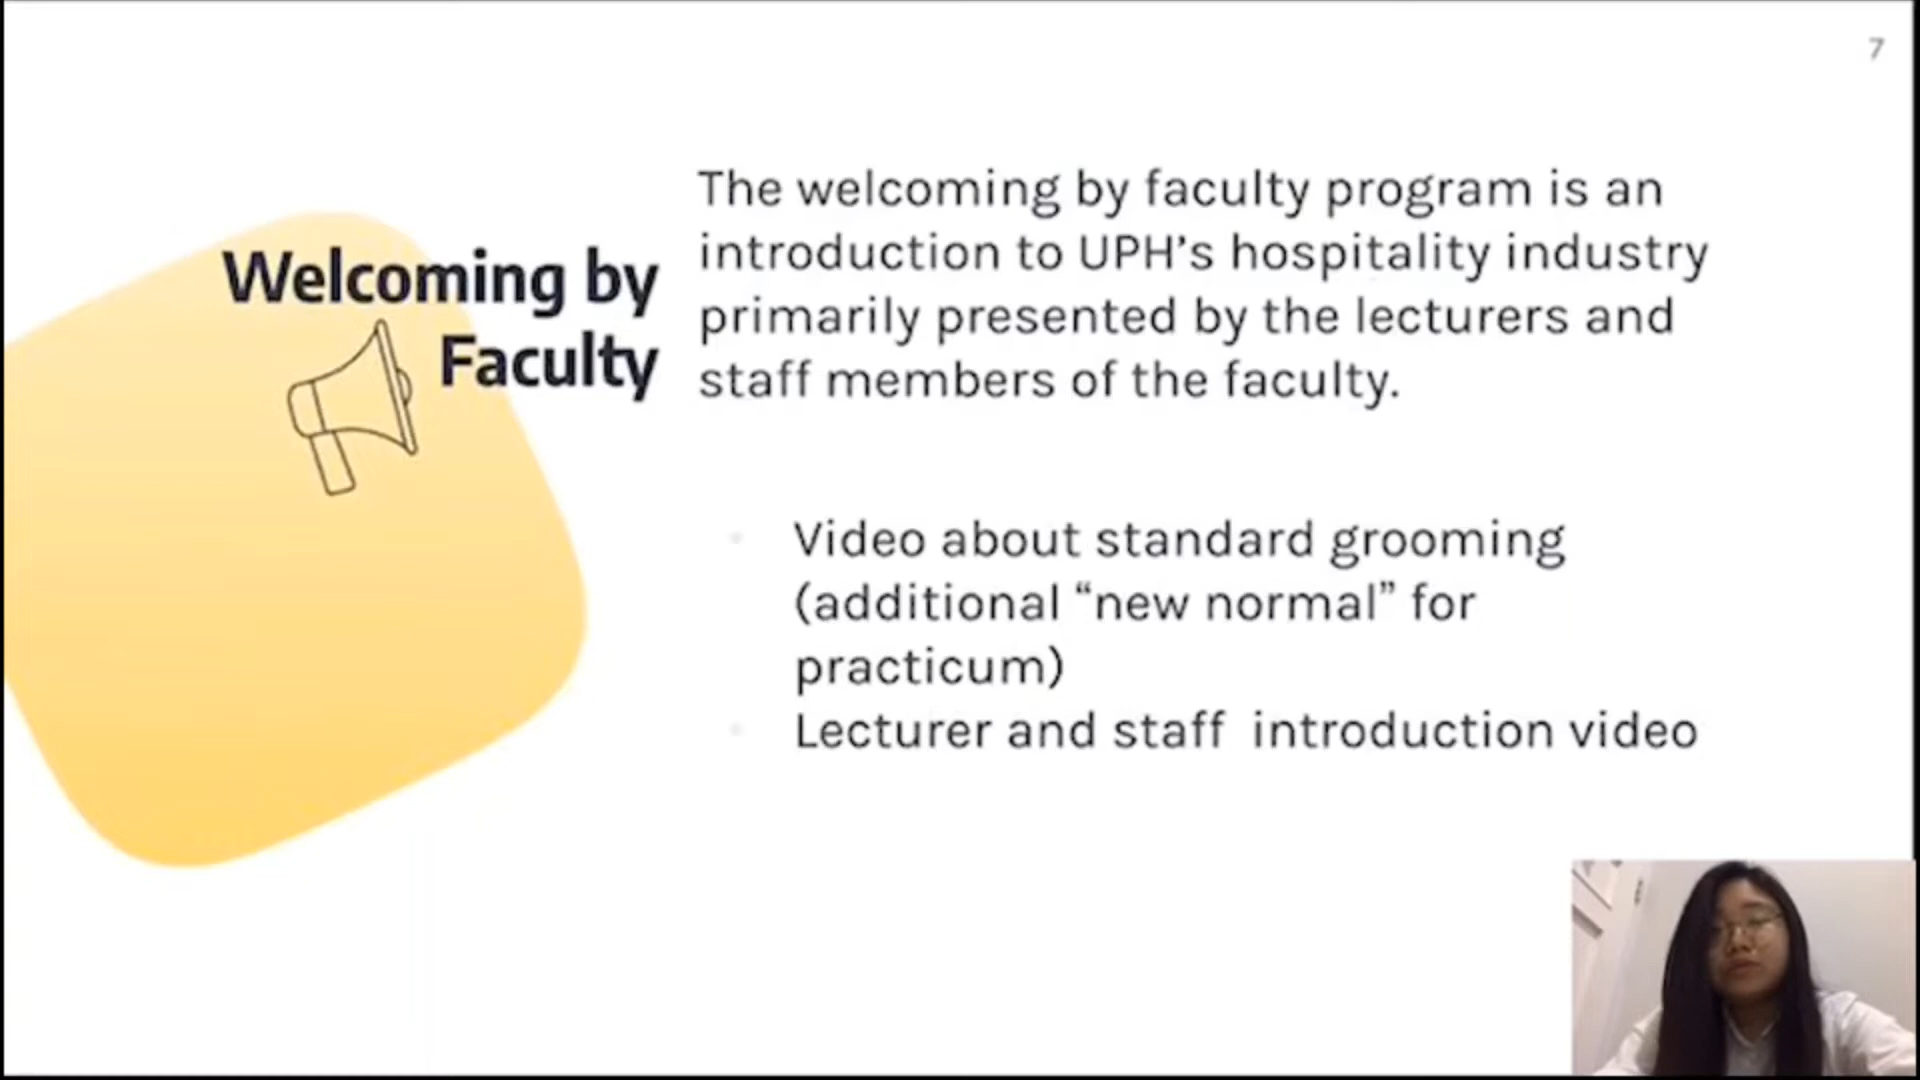 7
Welcoming by
Faculty
The welcoming by faculty program is an
introduction to UPH’s hospitality industry
primarily presented by the lecturers and
staff members of the faculty.
Video about standard grooming
(additional “new normal” for
practicum)
Lecturer and staff introduction video